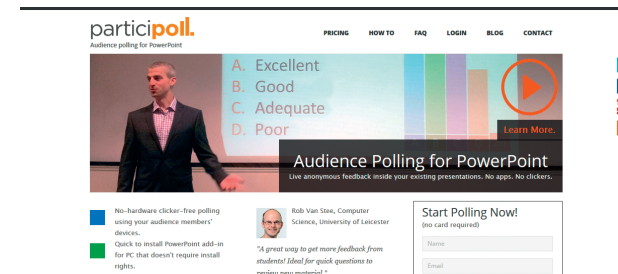 participoll.
Audience polling for PowerPoint
PRICING HOW TO FAQ LOGIN BLOG CONTACT
A. Excellent
B. Good
C. Adequate
D. Poor
Learn More.
Audience Polling for PowerPoint
Live anonymous feedback inside your existing presentations. No apps. No clickers.
No-hardware clicker-free polling
using your audience members'
devices.
Quick to install PowerPoint add-in
for PC that doesn't require install
rights.
Rob Van Stee, Computer
Science, University of Leicester
"A great way to get more feedback from
students! Ideal for quick questions to
review new material."
Start Polling Now!
(no card required)
Name
Email